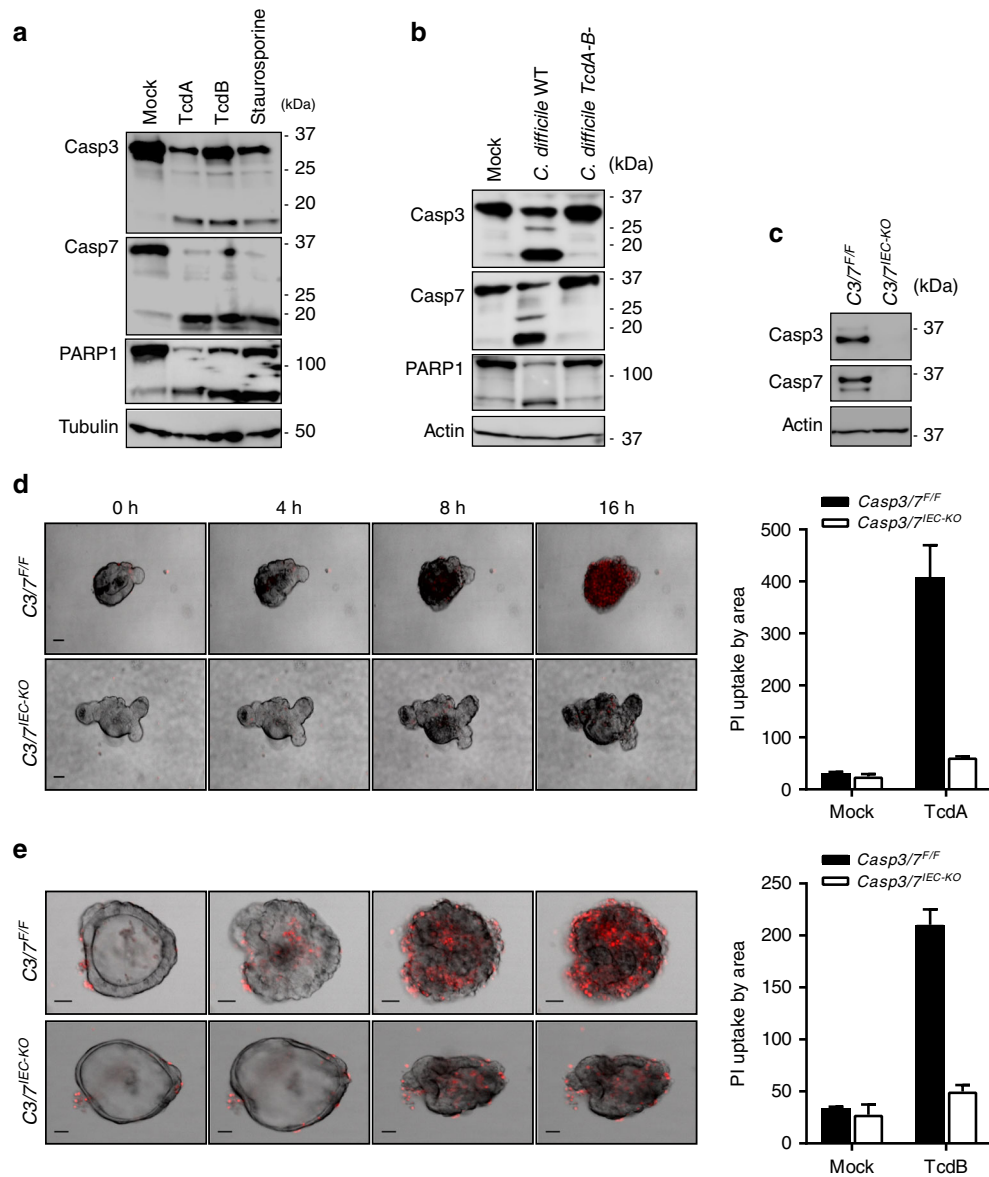 a
Mock
TcdA
TcdB
Staurosporine
(kDa)
Casp3
37
25
20
Casp7
37
25
20
PARP1
100
Tubulin
50
b
Mock
C. difficile WT
C. difficile TcdA-B-
(kDa)
Casp3
37
25
20
Casp7
37
25
20
PARP1
100
Actin
37
c
C3/7F/F
C3/7IEC-KO
(kDa)
Casp3
37
Casp7
37
Actin
37
d
0 h
4 h
8 h
16 h
C3/7F/F
C3/7IEC-KO
Casp3/7F/F
Casp3/7IEC-KO
PI uptake by area
500
400
300
200
100
0
Mock
TcdA
e
C3/7F/F
C3/7IEC-KO
Casp3/7F/F
Casp3/7IEC-KO
PI uptake by area
250
200
150
100
50
0
Mock
TcdB